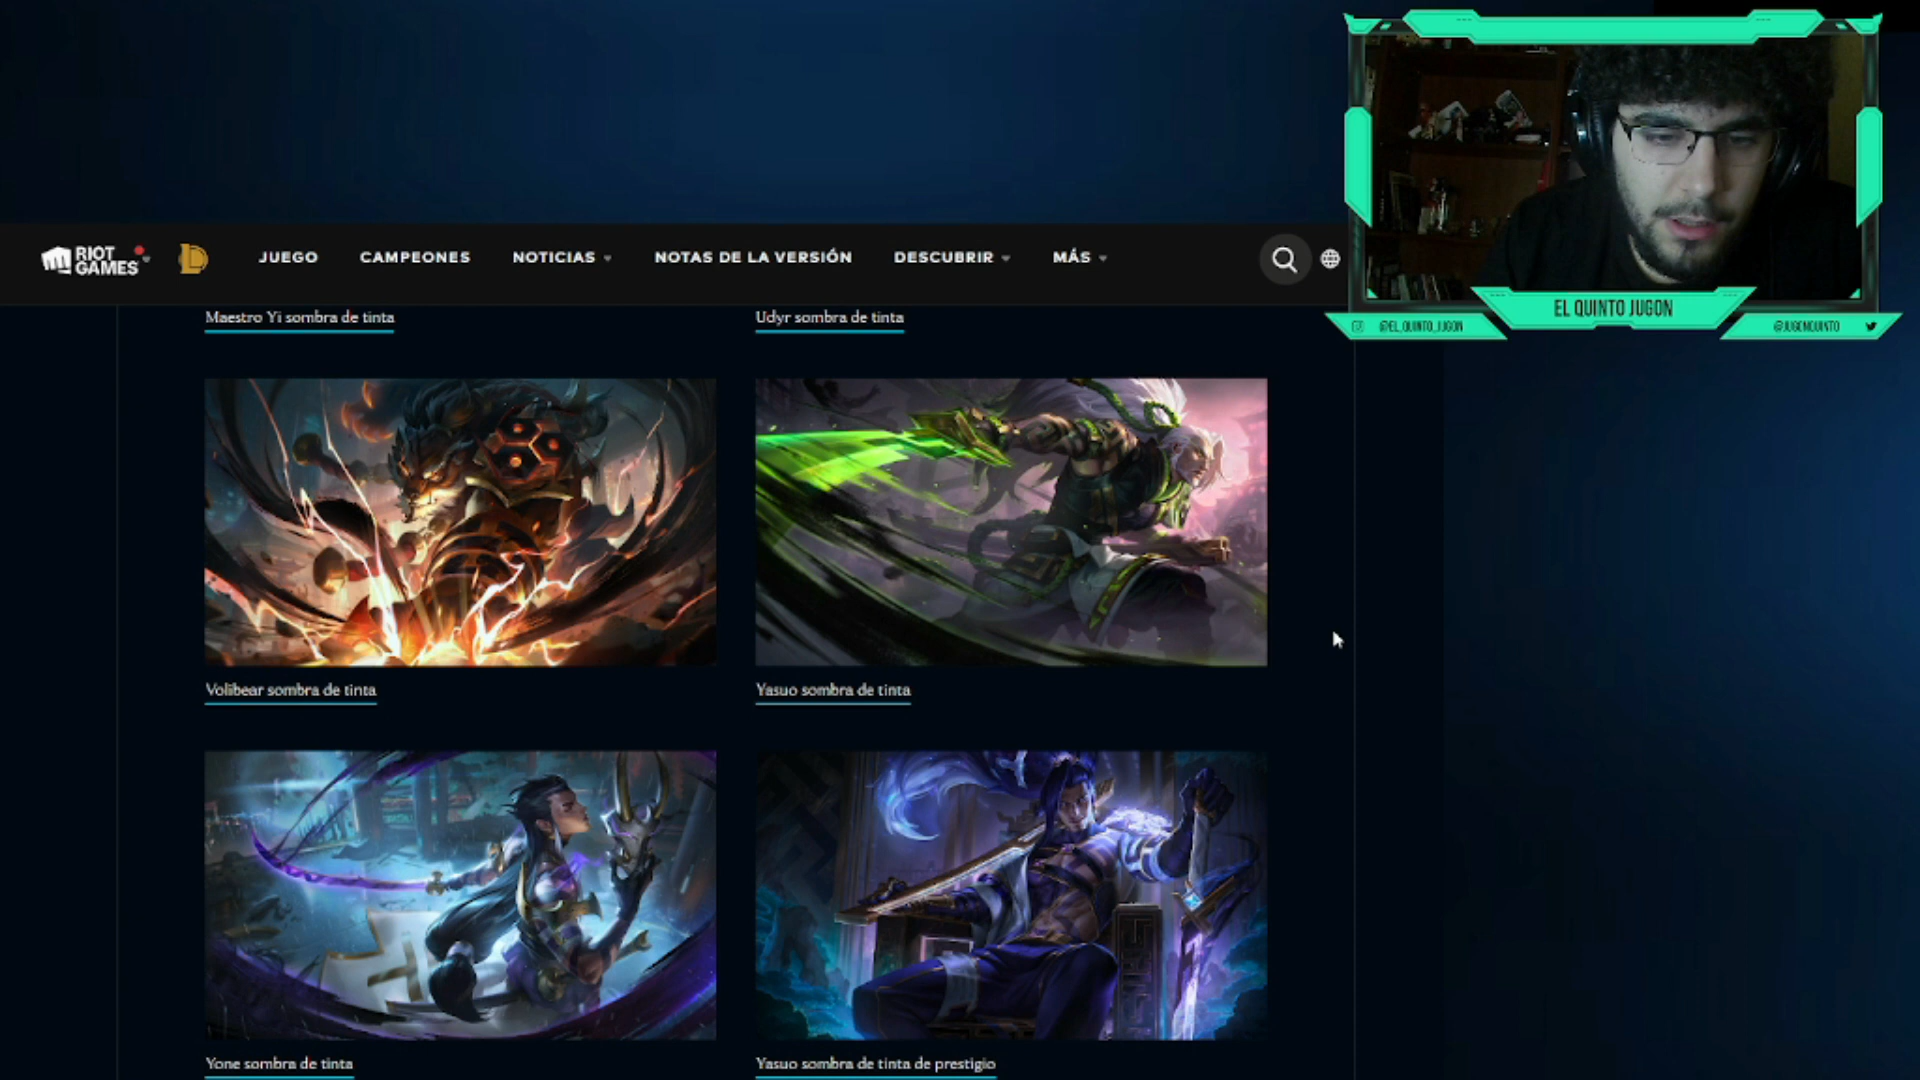 RIOT
GAMES
JUEGO
CAMPEONES
NOTICIAS
NOTAS DE LA VERSIÓN
DESCUBRIR
MÁS
EL QUINTO JUGON
@EL_QUINTO_JUGON
@JUGONQUINTO
Maestro Yi sombra de tinta
Udyr sombra de tinta
Volibear sombra de tinta
Yasuo sombra de tinta
Yone sombra de tinta
Yasuo sombra de tinta de prestigio